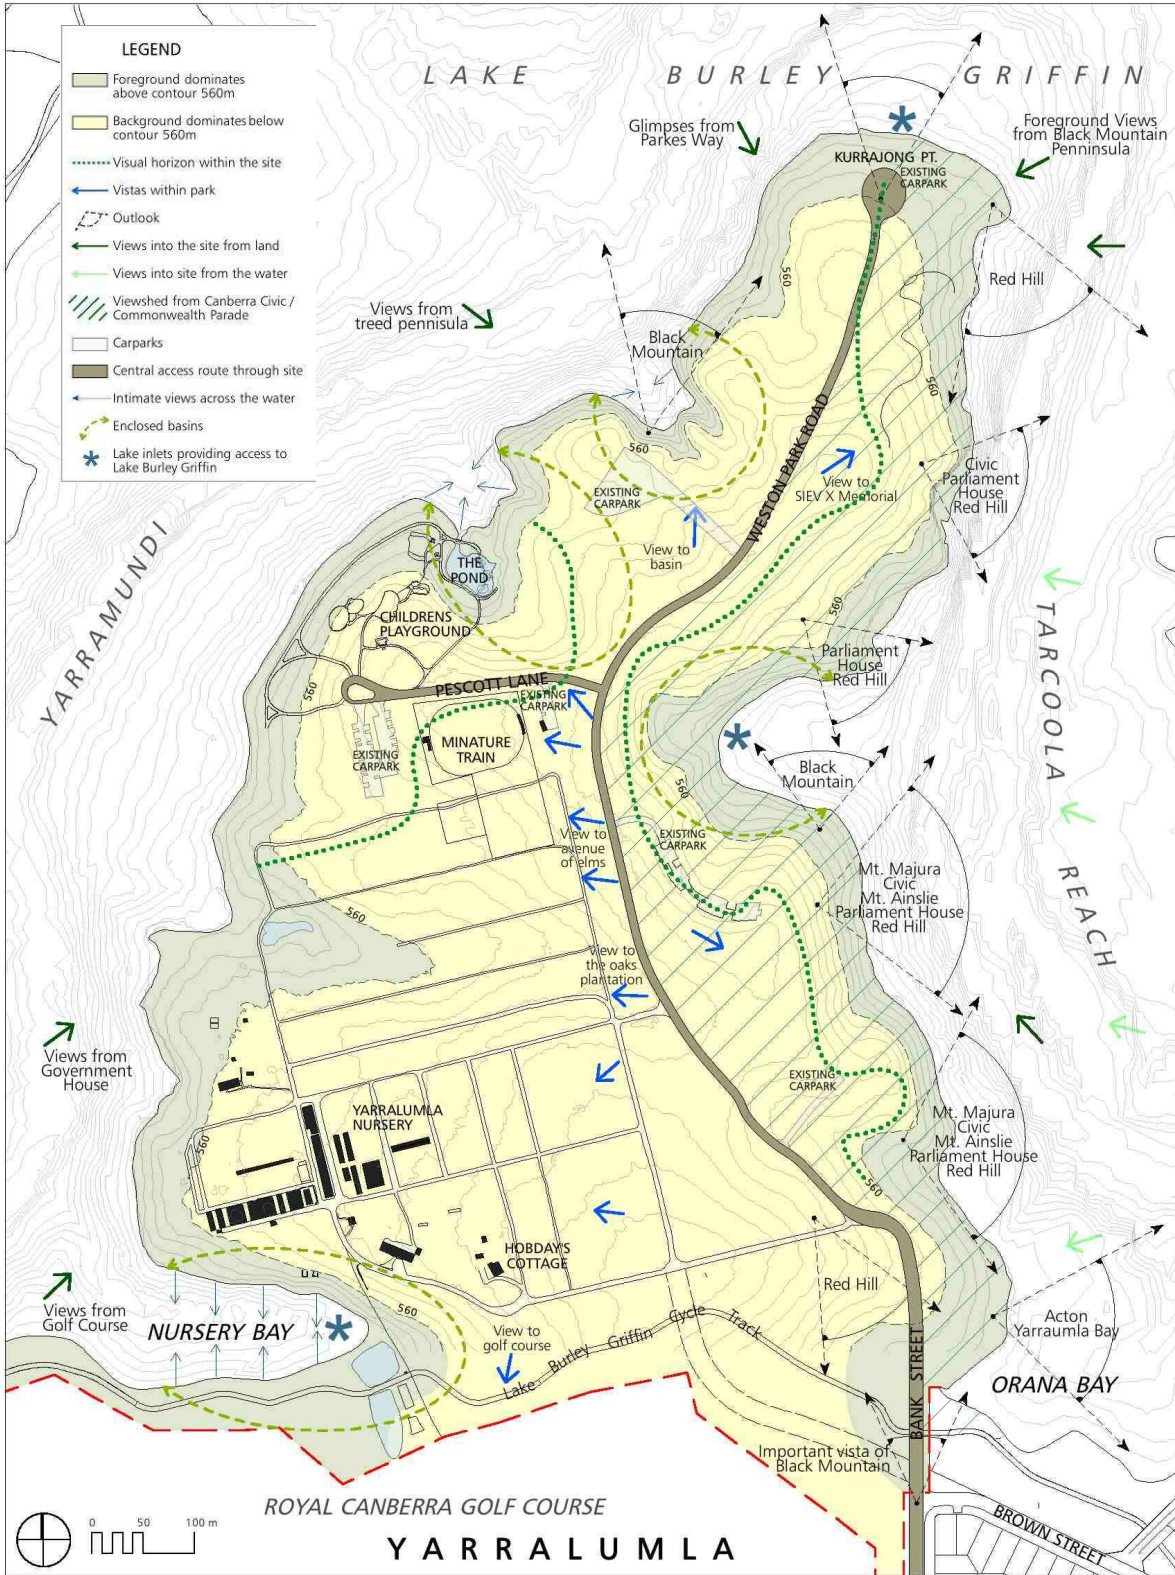 LEGEND
Foreground dominates
above contour 560m
Background dominates below
contour 560m
Visual horizon within the site
Vistas within park
Outlook
Views into the site from land
Views into site from the water
Viewshed from Canberra Civic /
Commonwealth Parade
Carparks
Central access route through site
Intimate views across the water
Enclosed basins
Lake inlets providing access to
Lake Burley Griffin
LAKE BURLEY GRIFFIN
Glimpses from
Parkes Way
Foreground Views
from Black Mountain
Penninsula
KURRAJONG PT.
EXISTING
CARPARK
560
Red Hill
Views from
treed pennisula
Black
Mountain
560
WESTON PARK ROAD
560
Civic
Parliament
House
Red Hill
View to
SIEV X Memorial
EXISTING
CARPARK
View to
basin
YARRAMUNDI
THE
POND
CHILDRENS
PLAYGROUND
560
TARCOOLA REACH
Parliament
House
Red Hill
560
PESCOTT LANE
EXISTING
CARPARK
MINATURE
TRAIN
EXISTING
CARPARK
Black
Mountain
560
View to
avenue
of elms
EXISTING
CARPARK
Mt. Majura
Civic
Mt. Ainslie
Parliament House
Red Hill
560
View to
the oaks
plantation
Views from
Government
House
EXISTING
CARPARK
YARRALUMLA
NURSERY
560
Mt. Majura
Civic
Mt. Ainslie
Parliament House
Red Hill
560
HOBDAY'S
COTTAGE
Red Hill
Views from
Golf Course
NURSERY BAY
560
View to
golf course
Lake Burley Griffin Cycle Track
Acton
Yarraumla Bay
BANK STREET
ORANA BAY
Important vista of
Black Mountain
ROYAL CANBERRA GOLF COURSE
0 50 100 m
YARRALUMLA
BROWN STREET